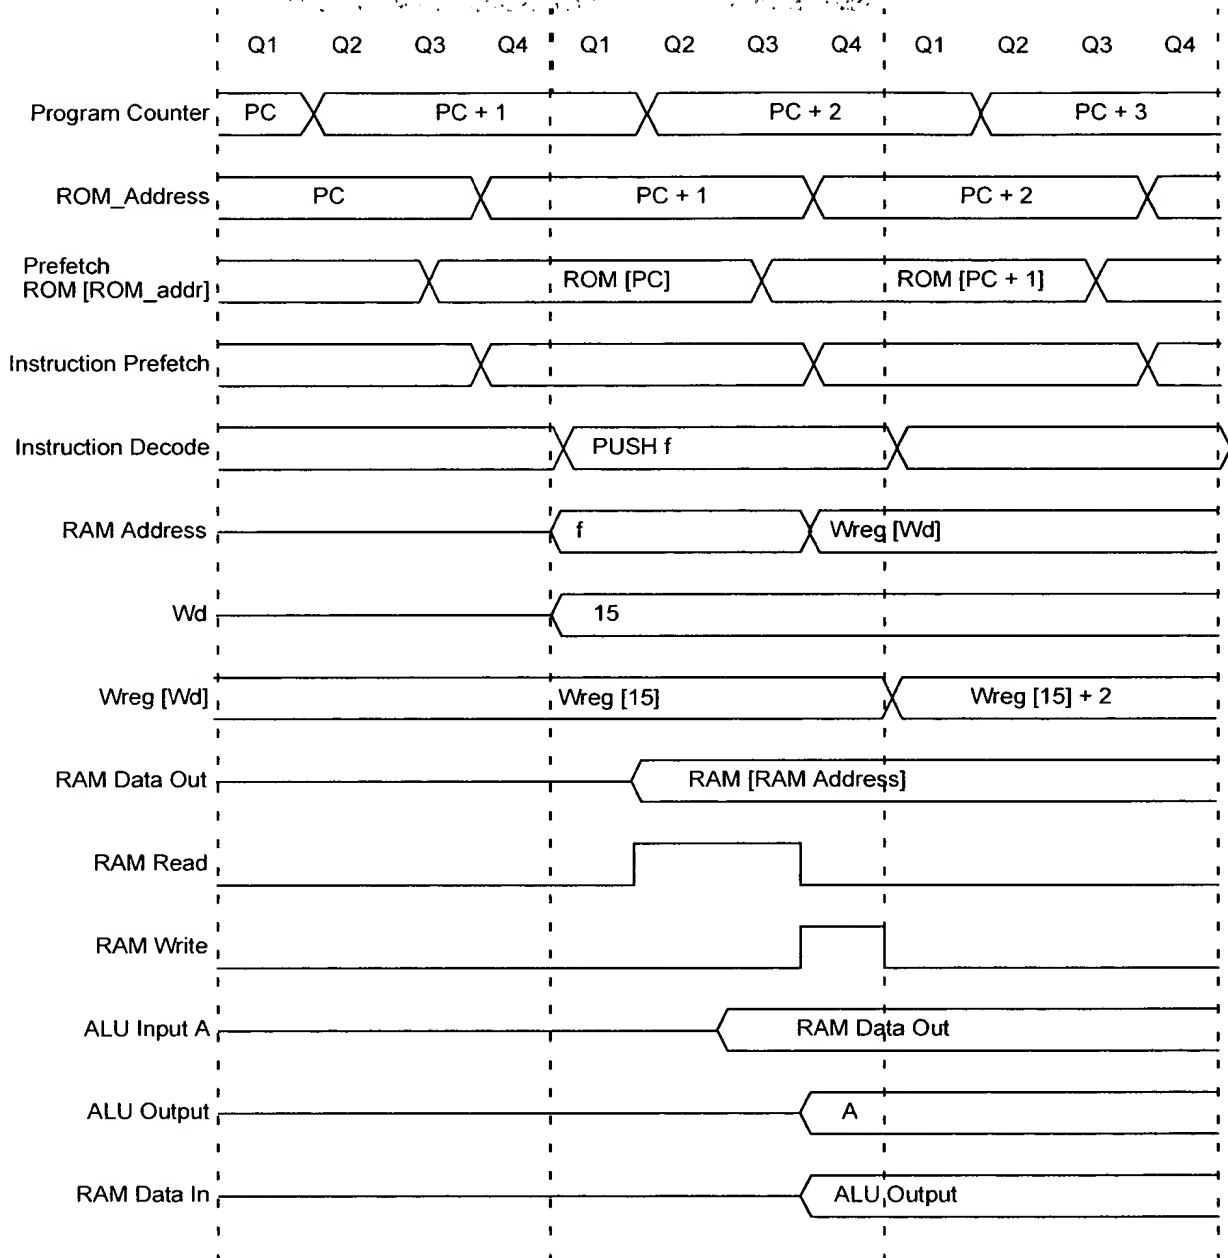 Q1 Q2 Q3 Q4 Q1 Q2 Q3 Q4 Q1 Q2 Q3 Q4
Program Counter PC PC + 1 PC + 2 PC + 3
ROM_Address PC PC + 1 PC + 2
Prefetch
ROM [ROM_addr] ROM [PC] ROM [PC + 1]
Instruction Prefetch
Instruction Decode PUSH f
RAM Address f Wreg [Wd]
Wd 15
Wreg [Wd] Wreg [15] Wreg [15] + 2
RAM Data Out RAM [RAM Address]
RAM Read
RAM Write
ALU Input A RAM Data Out
ALU Output A
RAM Data In ALU Output